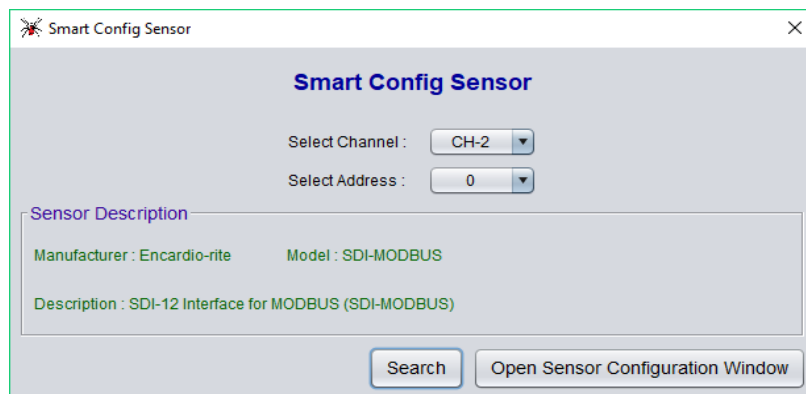 Smart Config Sensor
Smart Config Sensor
Select Channel : CH-2
Select Address : 0
Sensor Description
Manufacturer : Encardio-rite Model : SDI-MODBUS
Description : SDI-12 Interface for MODBUS (SDI-MODBUS)
Search Open Sensor Configuration Window